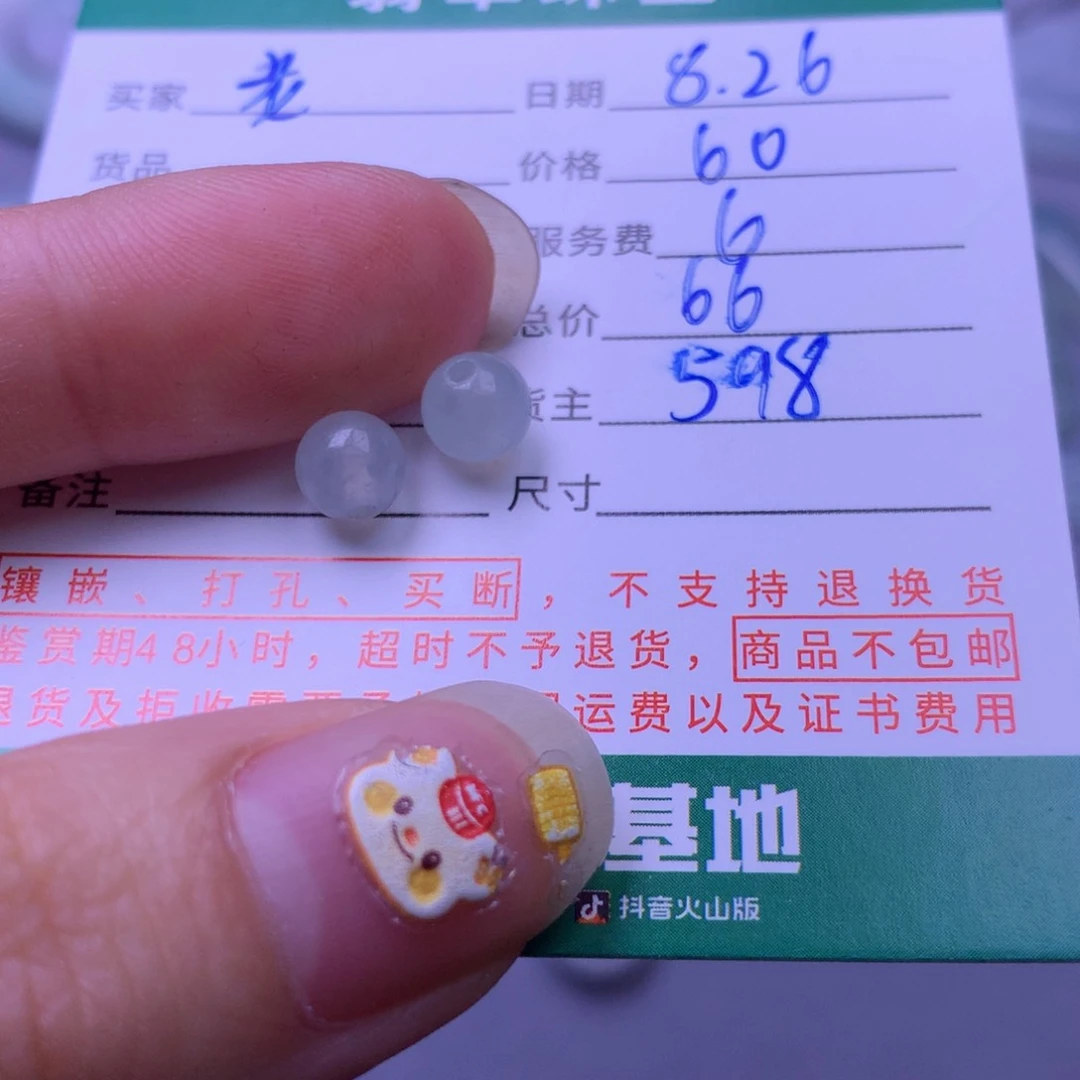 买家 老 日期 8.26
货品 价格 60
服务费 6
总价 66
货主 598
备注 尺寸
镶嵌、打孔、买断，不支持退换货
鉴赏期48小时，超时不予退货，商品不包邮
退货及拒收需要 运费以及证书费用
基地
抖音火山版